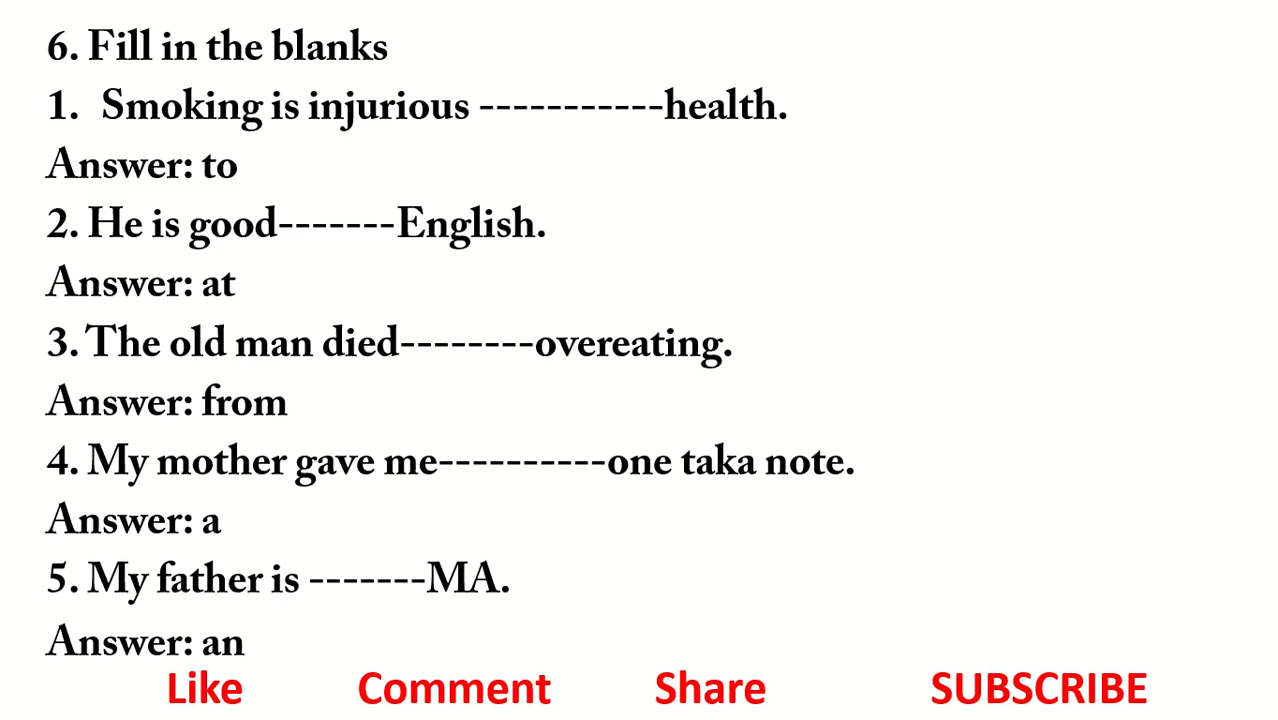 6. Fill in the blanks
1. Smoking is injurious -----------health.
Answer: to
2. He is good-------English.
Answer: at
3. The old man died--------overeating.
Answer: from
4. My mother gave me----------one taka note.
Answer: a
5. My father is -------MA.
Answer: an
Like Comment Share SUBSCRIBE